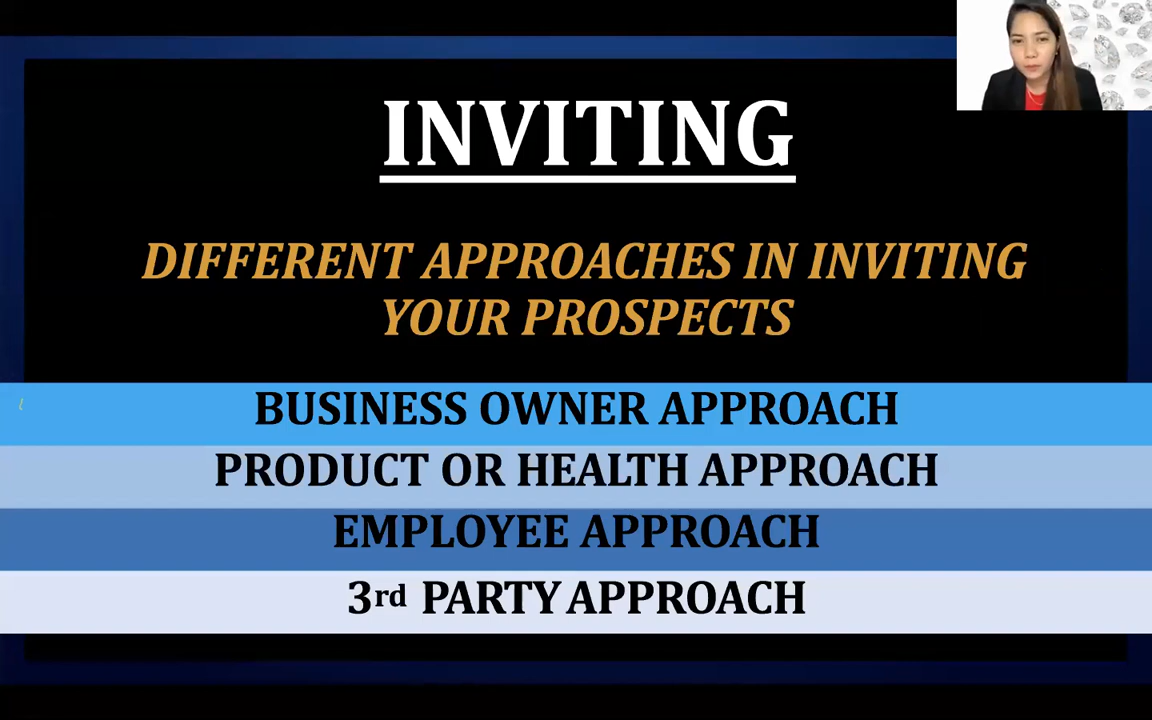 INVITING
DIFFERENT APPROACHES IN INVITING
YOUR PROSPECTS
BUSINESS OWNER APPROACH
PRODUCT OR HEALTH APPROACH
EMPLOYEE APPROACH
3rd PARTY APPROACH